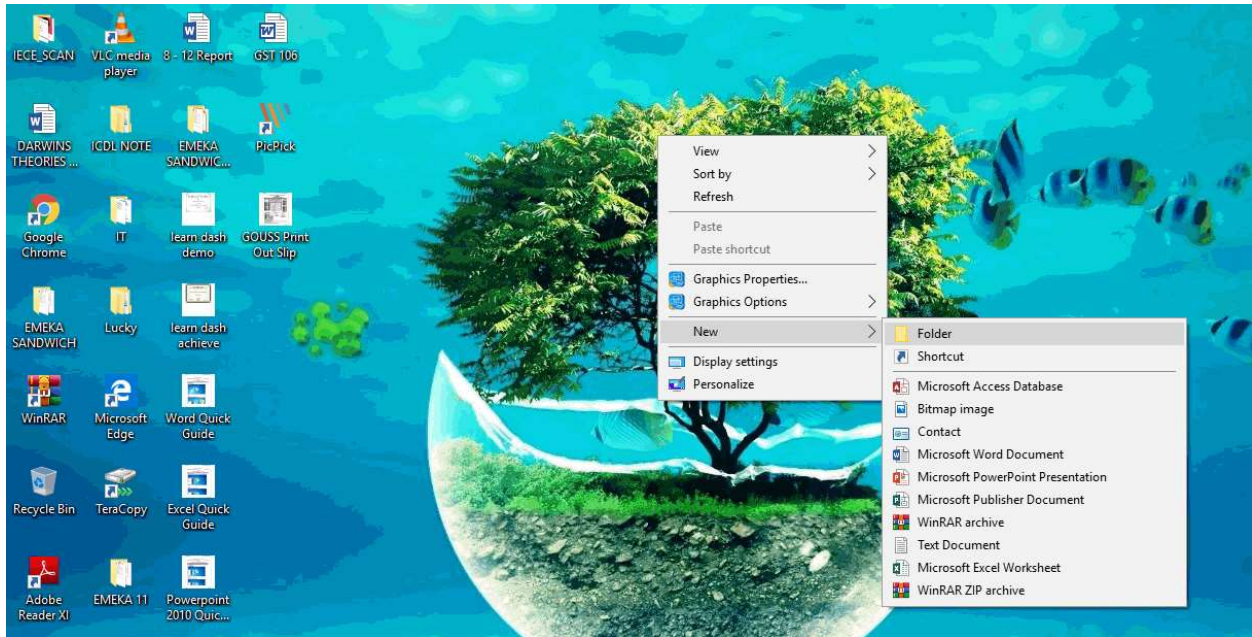 IECE_SCAN
VLC media
player
8 - 12 Report
GST 106
DARWINS
THEORIES ...
ICDL NOTE
EMEKA
SANDWIC...
PicPick
Google
Chrome
IT
learn dash
demo
GOUSS Print
Out Slip
EMEKA
SANDWICH
Lucky
learn dash
achieve
WinRAR
Microsoft
Edge
Word Quick
Guide
Recycle Bin
TeraCopy
Excel Quick
Guide
Adobe
Reader XI
EMEKA 11
Powerpoint
2010 Quic...
View
Sort by
Refresh
Paste
Paste shortcut
Graphics Properties...
Graphics Options
New
Display settings
Personalize
Folder
Shortcut
Microsoft Access Database
Bitmap image
Contact
Microsoft Word Document
Microsoft PowerPoint Presentation
Microsoft Publisher Document
WinRAR archive
Text Document
Microsoft Excel Worksheet
WinRAR ZIP archive